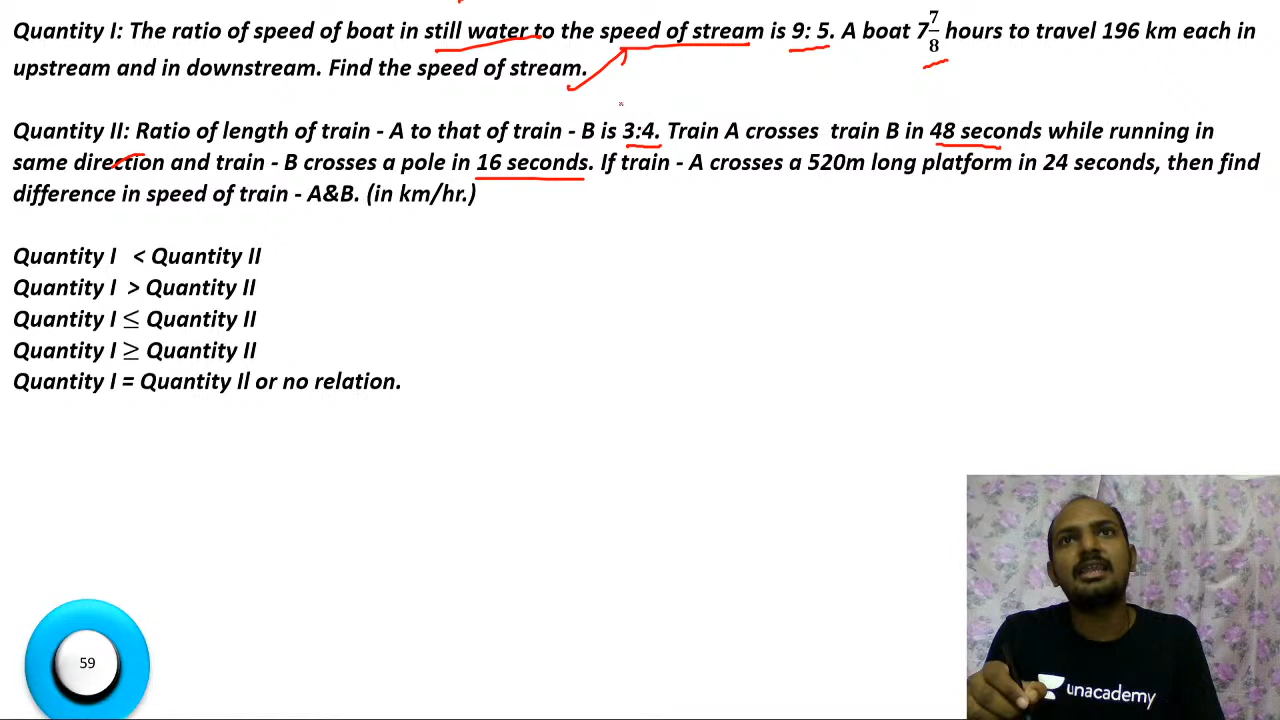 Quantity I: The ratio of speed of boat in still water to the speed of stream is 9: 5. A boat 7 7/8 hours to travel 196 km each in
upstream and in downstream. Find the speed of stream.
Quantity II: Ratio of length of train - A to that of train - B is 3:4. Train A crosses train B in 48 seconds while running in
same direction and train - B crosses a pole in 16 seconds. If train - A crosses a 520m long platform in 24 seconds, then find
difference in speed of train - A&B. (in km/hr.)
Quantity I < Quantity II
Quantity I > Quantity II
Quantity I ≤ Quantity II
Quantity I ≥ Quantity II
Quantity I = Quantity II or no relation.
59
unacademy